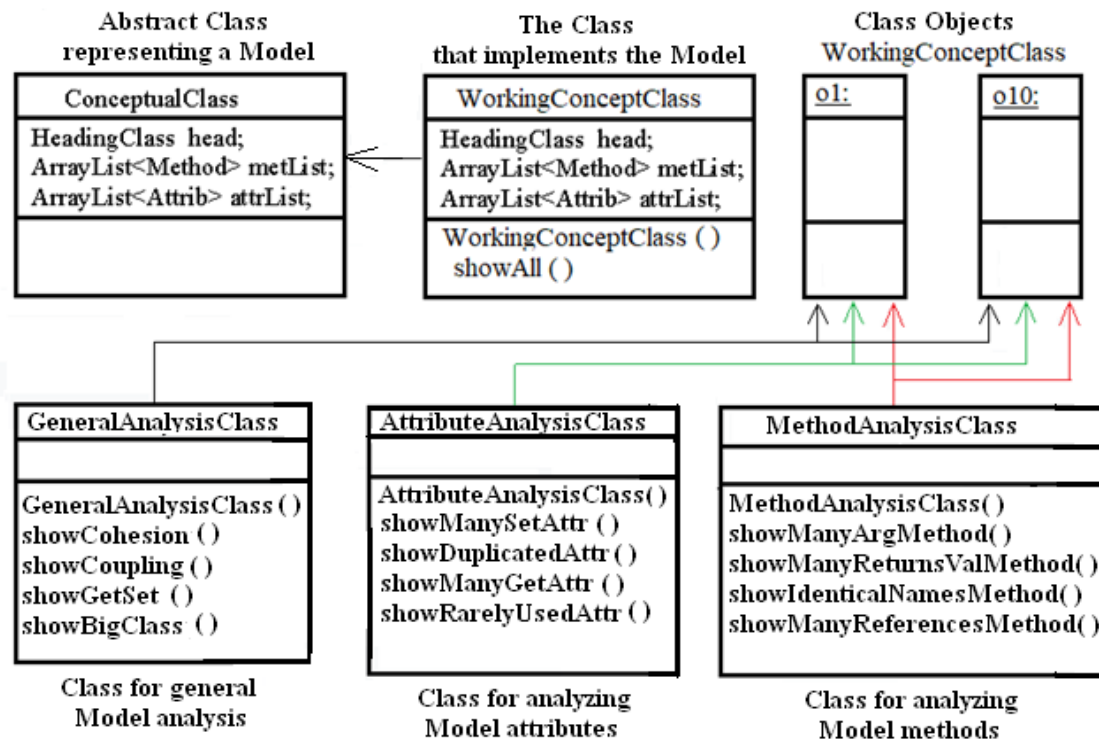 Abstract Class
representing a Model
The Class
that implements the Model
Class Objects
WorkingConceptClass
ConceptualClass
HeadingClass head;
ArrayList<Method> metList;
ArrayList<Attrib> attrList;
WorkingConceptClass
HeadingClass head;
ArrayList<Method> metList;
ArrayList<Attrib> attrList;
WorkingConceptClass ( )
showAll ( )
o1:
o10:
GeneralAnalysisClass
GeneralAnalysisClass ( )
showCohesion ( )
showCoupling ( )
showGetSet ( )
showBigClass ( )
Class for general
Model analysis
AttributeAnalysisClass
AttributeAnalysisClass( )
showManySetAttr ( )
showDuplicatedAttr ( )
showManyGetAttr ( )
showRarelyUsedAttr ( )
Class for analyzing
Model attributes
MethodAnalysisClass
MethodAnalysisClass( )
showManyArgMethod( )
showManyReturnsValMethod( )
showIdenticalNamesMethod( )
showManyReferencesMethod( )
Class for analyzing
Model methods